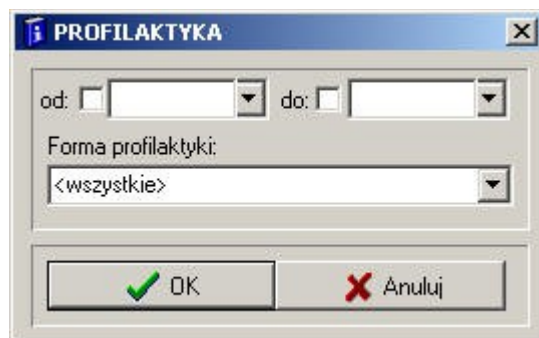 PROFILAKTYKA
od: do:
Forma profilaktyki:
<wszystkie>
OK Anuluj